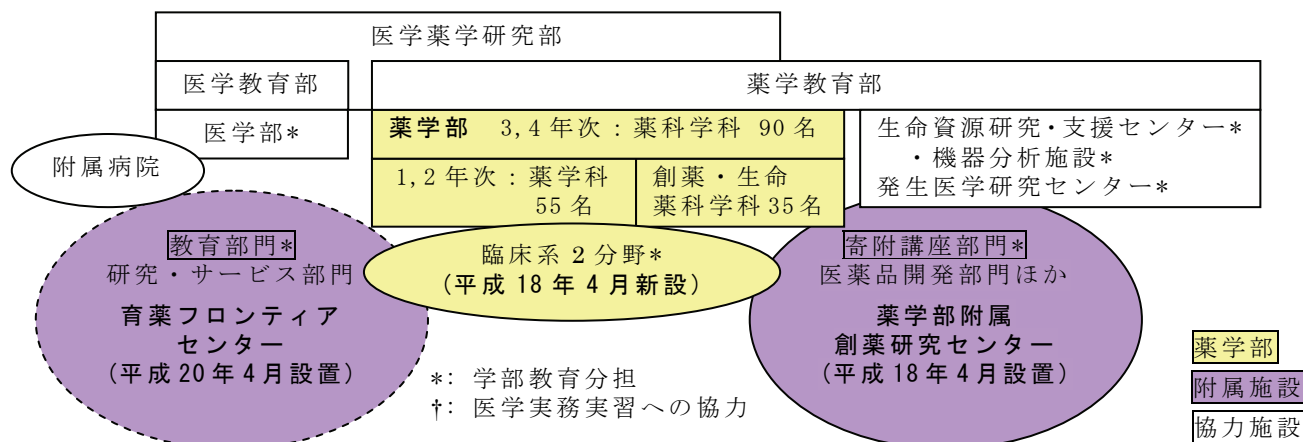 医学薬学研究部
医学教育部
薬学教育部
医学部*
薬学部 3,4年次：薬科学科 90名
生命資源研究・支援センター*
・機器分析施設*
発生医学研究センター*
附属病院
1,2年次：薬学科
55名
創薬・生命
薬科学科35名
教育部門*
研究・サービス部門
育薬フロンティア
センター
(平成20年4月設置)
臨床系2分野*
(平成18年4月新設)
寄附講座部門*
医薬品開発部門ほか
薬学部附属
創薬研究センター
(平成18年4月設置)
*: 学部教育分担
†: 医学実務実習への協力
薬学部
附属施設
協力施設